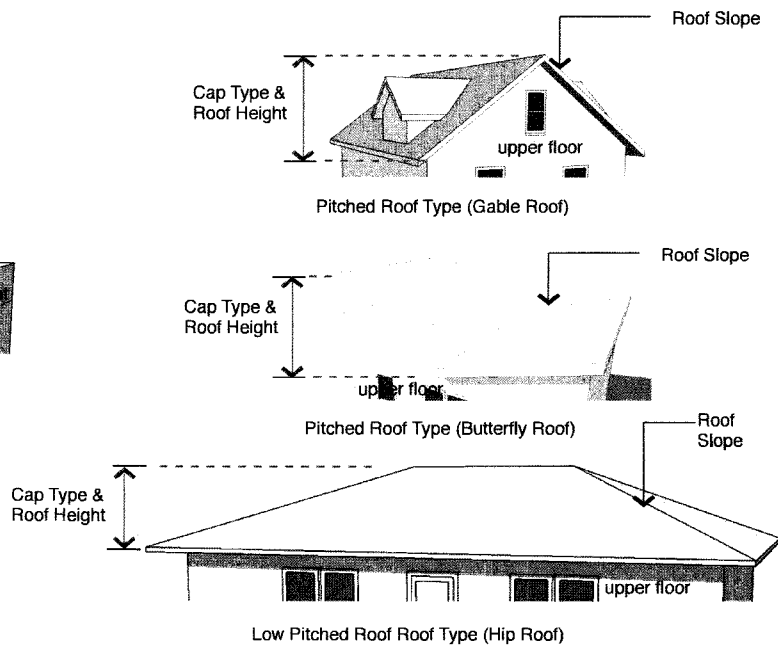 Roof Slope
Cap Type &
Roof Height
upper floor
Pitched Roof Type (Gable Roof)
Roof Slope
Cap Type &
Roof Height
upper floor
Pitched Roof Type (Butterfly Roof)
Roof
Slope
Cap Type &
Roof Height
upper floor
Low Pitched Roof Roof Type (Hip Roof)